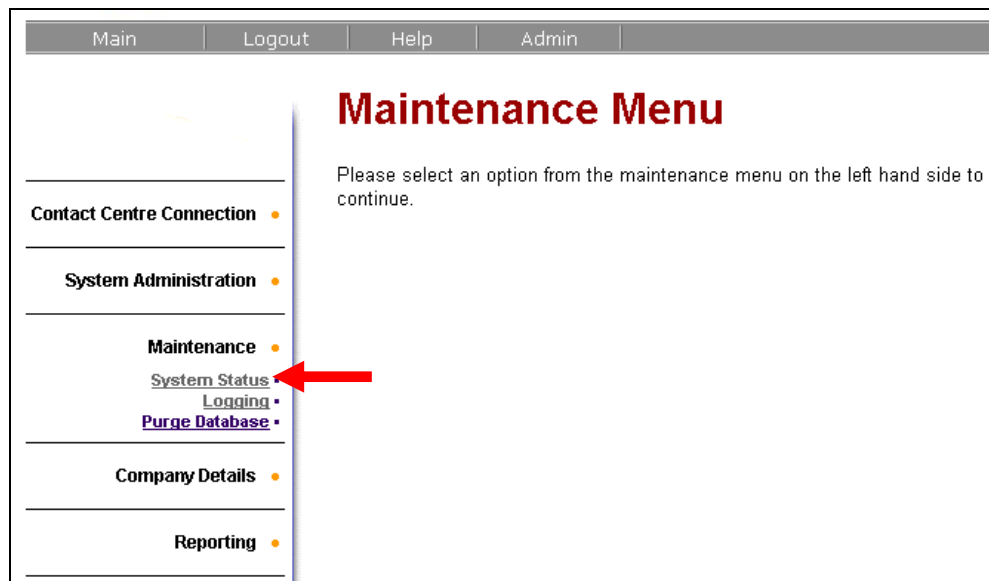 Main Logout Help Admin
Maintenance Menu
Please select an option from the maintenance menu on the left hand side to
continue.
Contact Centre Connection
System Administration
Maintenance
System Status
Logging
Purge Database
Company Details
Reporting